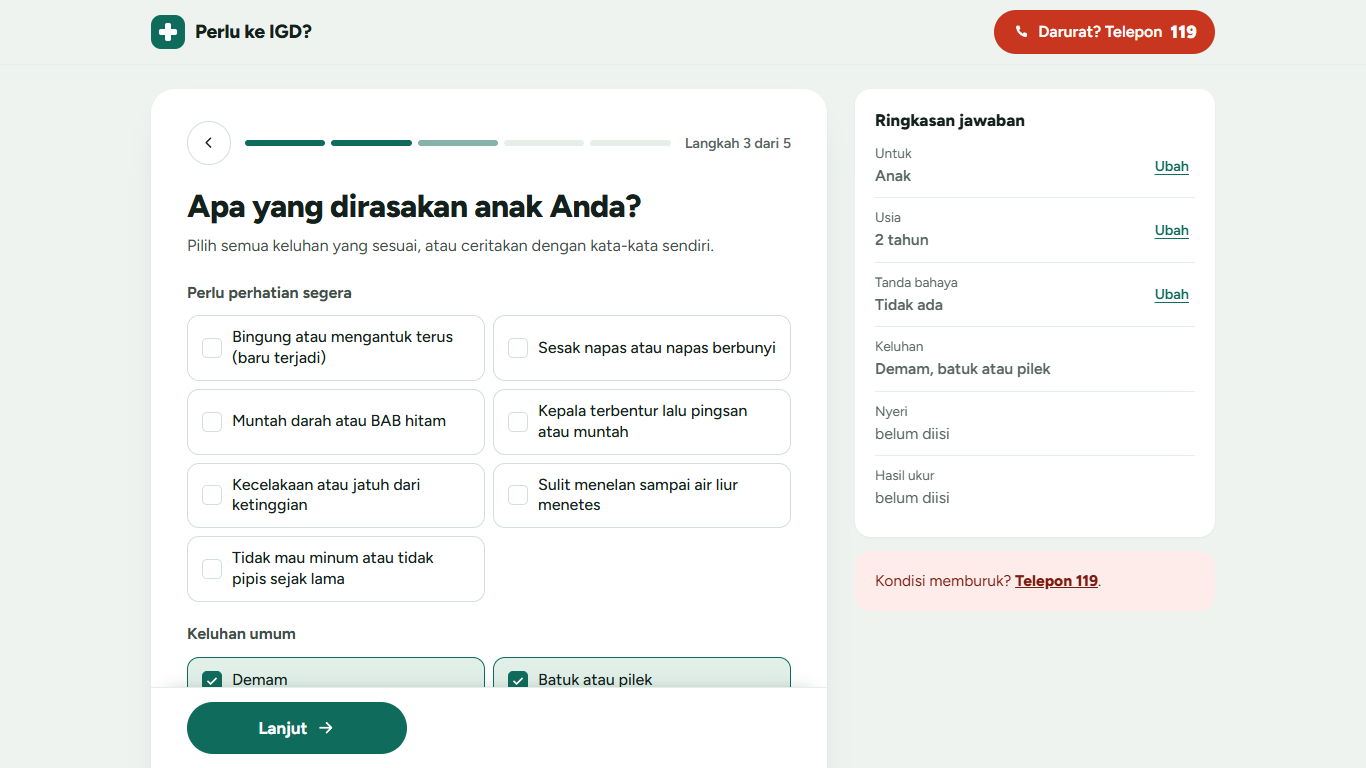 Perlu ke IGD?
Darurat? Telepon 119
Langkah 3 dari 5
Apa yang dirasakan anak Anda?
Pilih semua keluhan yang sesuai, atau ceritakan dengan kata-kata sendiri.
Perlu perhatian segera
Bingung atau mengantuk terus
(baru terjadi)
Sesak napas atau napas berbunyi
Muntah darah atau BAB hitam
Kepala terbentur lalu pingsan
atau muntah
Kecelakaan atau jatuh dari
ketinggian
Sulit menelan sampai air liur
menetes
Tidak mau minum atau tidak
pipis sejak lama
Keluhan umum
Demam
Batuk atau pilek
Lanjut
Ringkasan jawaban
Untuk
Anak
Ubah
Usia
2 tahun
Ubah
Tanda bahaya
Tidak ada
Ubah
Keluhan
Demam, batuk atau pilek
Nyeri
belum diisi
Hasil ukur
belum diisi
Kondisi memburuk? Telepon 119.